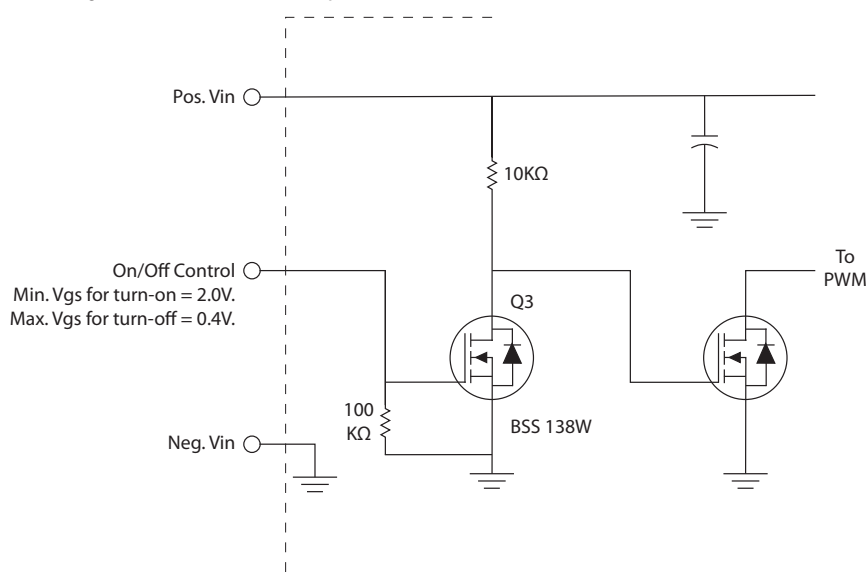 Pos. Vin
10KΩ
On/Off Control
Min. Vgs for turn-on = 2.0V.
Max. Vgs for turn-off = 0.4V.
To
PWM
Q3
100
KΩ
BSS 138W
Neg. Vin